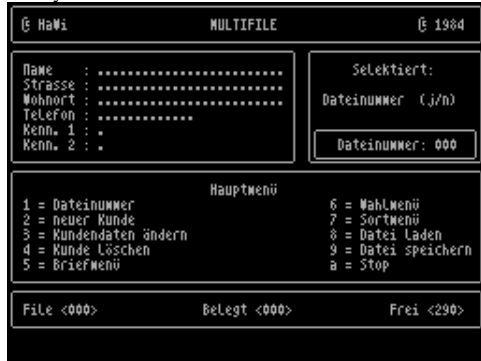 © HaWi MULTIFILE © 1984
Name : .........................
Strasse : .........................
Wohnort : .........................
Telefon : .............
Kenn. 1 : .
Kenn. 2 : .
Selektiert:
Dateinummer (j/n)
Dateinummer: 000
Hauptmenü
1 = Dateinummer
2 = neuer Kunde
3 = Kundendaten ändern
4 = Kunde löschen
5 = Briefmenü
6 = Wahlmenü
7 = Sortmenü
8 = Datei laden
9 = Datei speichern
a = Stop
File <000> Belegt <000> Frei <290>